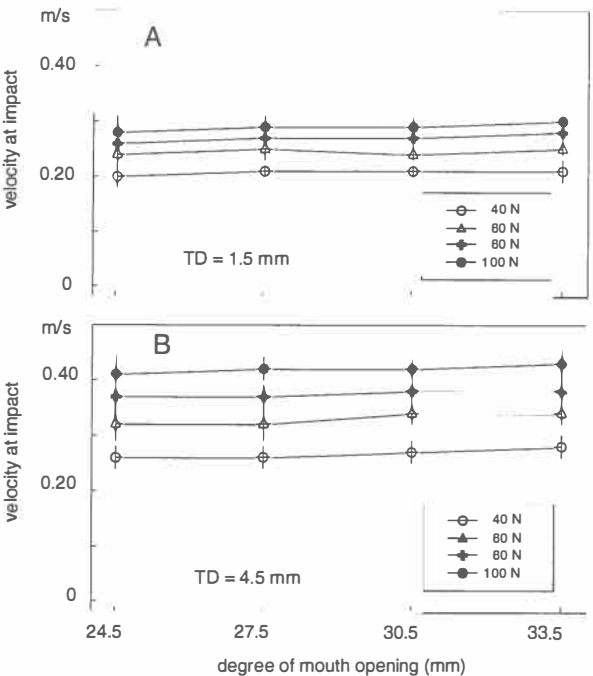 m/s
A
0.40
velocity at impact
0.20
40 N
60 N
60 N
100 N
TD = 1.5 mm
0
m/s
B
0.40
velocity at impact
0.20
40 N
60 N
60 N
100 N
TD = 4.5 mm
0
24.5 27.5 30.5 33.5
degree of mouth opening (mm)